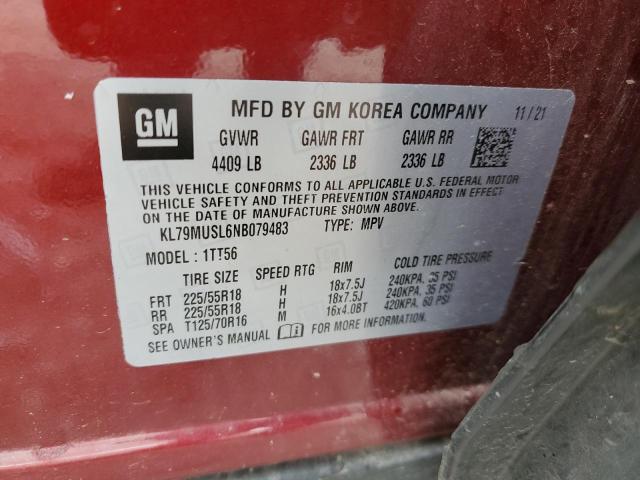 GM
MFD BY GM KOREA COMPANY 11/21
GVWR GAWR FRT GAWR RR
4409 LB 2336 LB 2336 LB
THIS VEHICLE CONFORMS TO ALL APPLICABLE U.S. FEDERAL MOTOR
VEHICLE SAFETY AND THEFT PREVENTION STANDARDS IN EFFECT
ON THE DATE OF MANUFACTURE SHOWN ABOVE.
KL79MUSL6NB079483 TYPE: MPV
MODEL: 1TT56
TIRE SIZE SPEED RTG RIM COLD TIRE PRESSURE
FRT 225/55R18 H 18x7.5J 240KPA, 35 PSI
RR 225/55R18 H 18x7.5J 240KPA, 35 PSI
SPA T125/70R16 M 16x4.0BT 420KPA, 60 PSI
SEE OWNER'S MANUAL FOR MORE INFORMATION.